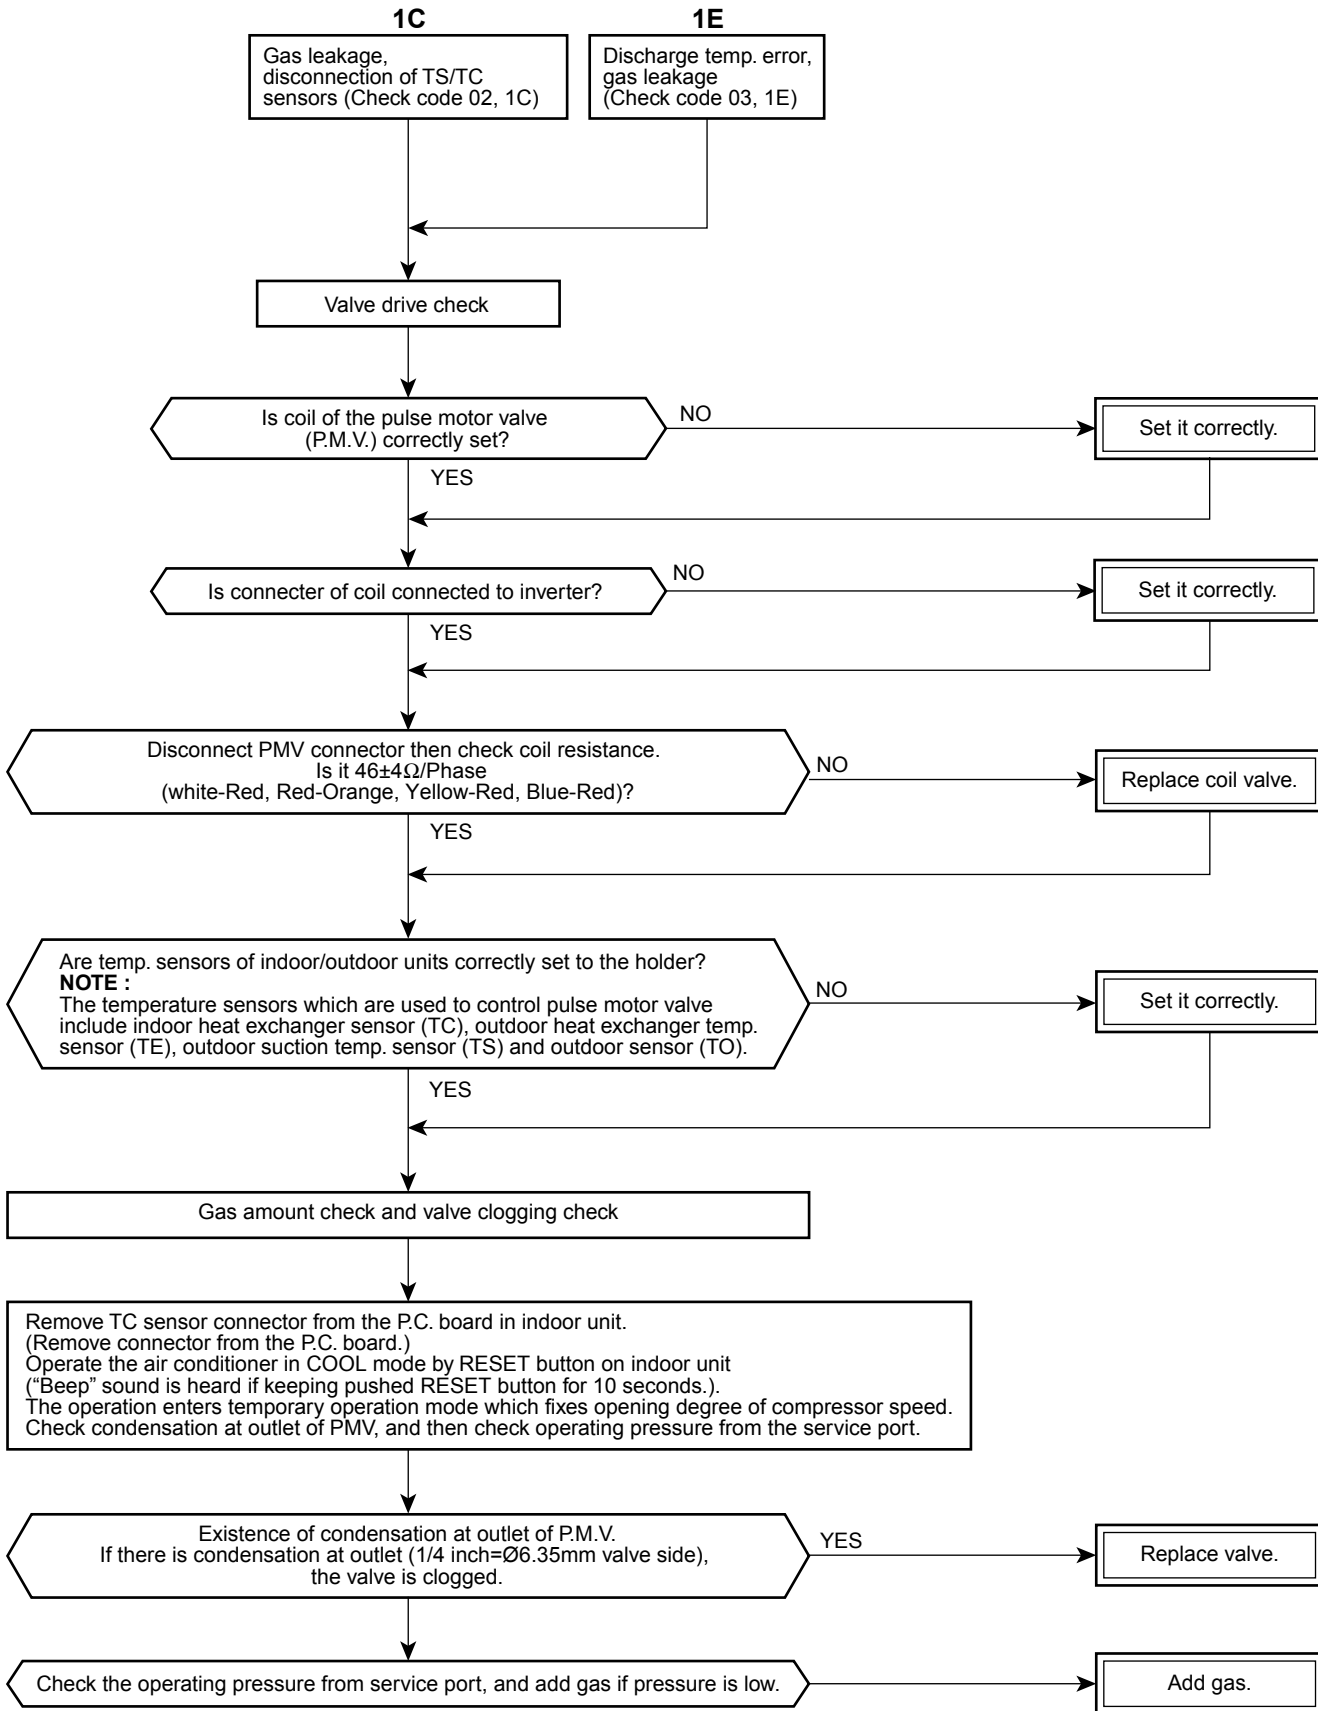 1C
1E
Gas leakage,
disconnection of TS/TC
sensors (Check code 02, 1C)
Discharge temp. error,
gas leakage
(Check code 03, 1E)
Valve drive check
Is coil of the pulse motor valve
(P.M.V.) correctly set?
NO
Set it correctly.
YES
Is connecter of coil connected to inverter?
NO
Set it correctly.
YES
Disconnect PMV connector then check coil resistance.
Is it 46±4Ω/Phase
(white-Red, Red-Orange, Yellow-Red, Blue-Red)?
NO
Replace coil valve.
YES
Are temp. sensors of indoor/outdoor units correctly set to the holder?
NOTE :
The temperature sensors which are used to control pulse motor valve
include indoor heat exchanger sensor (TC), outdoor heat exchanger temp.
sensor (TE), outdoor suction temp. sensor (TS) and outdoor sensor (TO).
NO
Set it correctly.
YES
Gas amount check and valve clogging check
Remove TC sensor connector from the P.C. board in indoor unit.
(Remove connector from the P.C. board.)
Operate the air conditioner in COOL mode by RESET button on indoor unit
(“Beep” sound is heard if keeping pushed RESET button for 10 seconds.).
The operation enters temporary operation mode which fixes opening degree of compressor speed.
Check condensation at outlet of PMV, and then check operating pressure from the service port.
Existence of condensation at outlet of P.M.V.
If there is condensation at outlet (1/4 inch=Ø6.35mm valve side),
the valve is clogged.
YES
Replace valve.
Check the operating pressure from service port, and add gas if pressure is low.
Add gas.